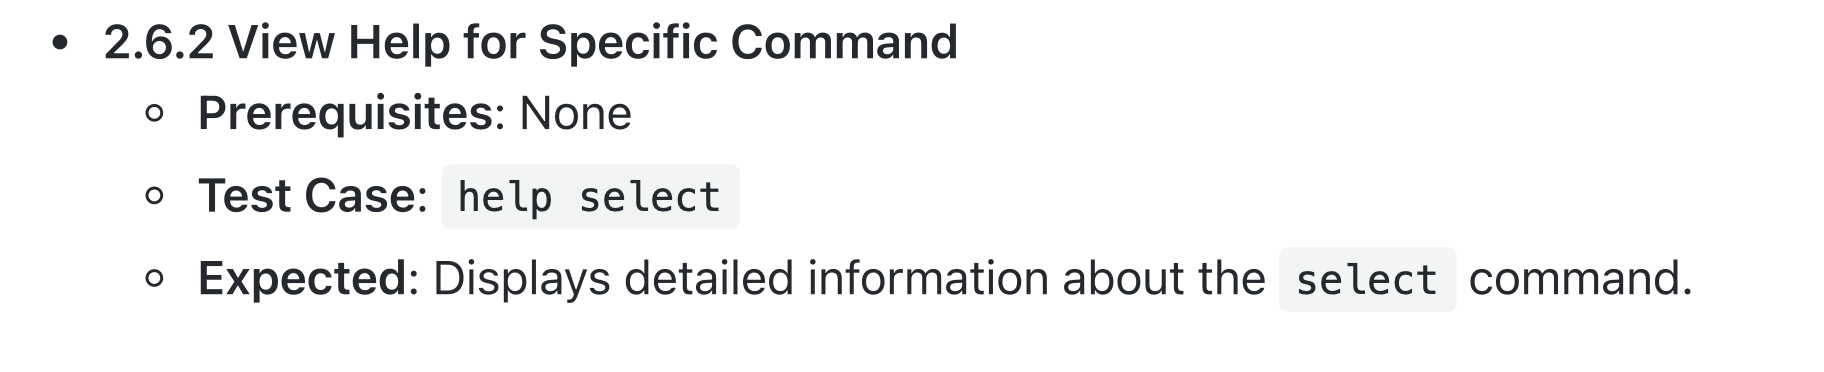 • 2.6.2 View Help for Specific Command
◦ Prerequisites: None
◦ Test Case: help select
◦ Expected: Displays detailed information about the select command.